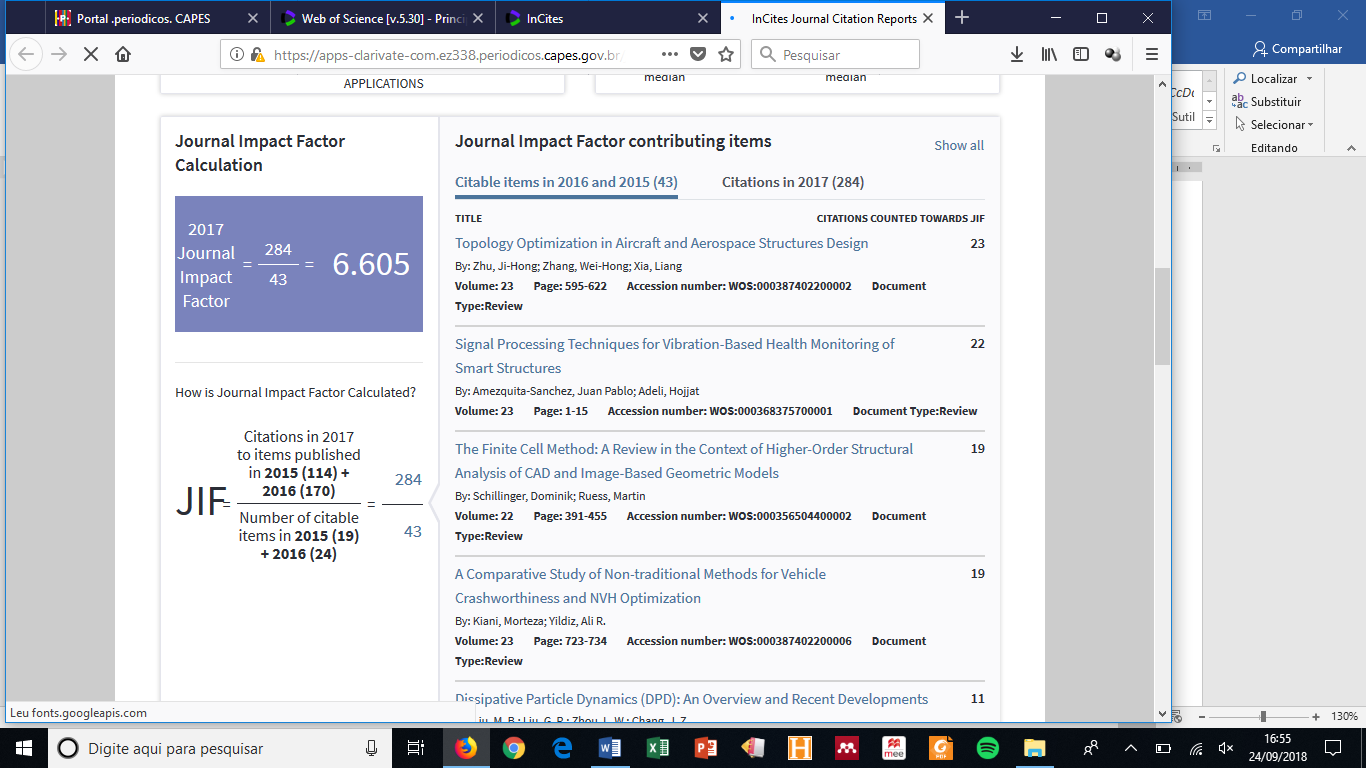 Portal .periodicos. CAPES
Web of Science [v.5.30] - Princi
InCites
InCites Journal Citation Reports
https://apps-clarivate-com.ez338.periodicos.capes.gov.br
Pesquisar
Compartilhar
Localizar
Substituir
Selecionar
Editando
Sutil
APPLICATIONS
median
median
Journal Impact Factor
Calculation
2017
Journal
Impact
Factor
= 284
43
= 6.605
How is Journal Impact Factor Calculated?
JIF =
Citations in 2017
to items published
in 2015 (114) +
2016 (170)
Number of citable
items in 2015 (19)
+ 2016 (24)
= 284
43
Journal Impact Factor contributing items
Show all
Citable items in 2016 and 2015 (43) Citations in 2017 (284)
TITLE CITATIONS COUNTED TOWARDS JIF
Topology Optimization in Aircraft and Aerospace Structures Design 23
By: Zhu, Ji-Hong; Zhang, Wei-Hong; Xia, Liang
Volume: 23 Page: 595-622 Accession number: WOS:000387402200002 Document
Type:Review
Signal Processing Techniques for Vibration-Based Health Monitoring of 22
Smart Structures
By: Amezquita-Sanchez, Juan Pablo; Adeli, Hojjat
Volume: 23 Page: 1-15 Accession number: WOS:000368375700001 Document Type:Review
The Finite Cell Method: A Review in the Context of Higher-Order Structural 19
Analysis of CAD and Image-Based Geometric Models
By: Schillinger, Dominik; Ruess, Martin
Volume: 22 Page: 391-455 Accession number: WOS:000356504400002 Document
Type:Review
A Comparative Study of Non-traditional Methods for Vehicle 19
Crashworthiness and NVH Optimization
By: Kiani, Morteza; Yildiz, Ali R.
Volume: 23 Page: 723-734 Accession number: WOS:000387402200006 Document
Type:Review
Dissipative Particle Dynamics (DPD): An Overview and Recent Developments 11
Leu fonts.googleapis.com
130%
Digite aqui para pesquisar
16:55
24/09/2018